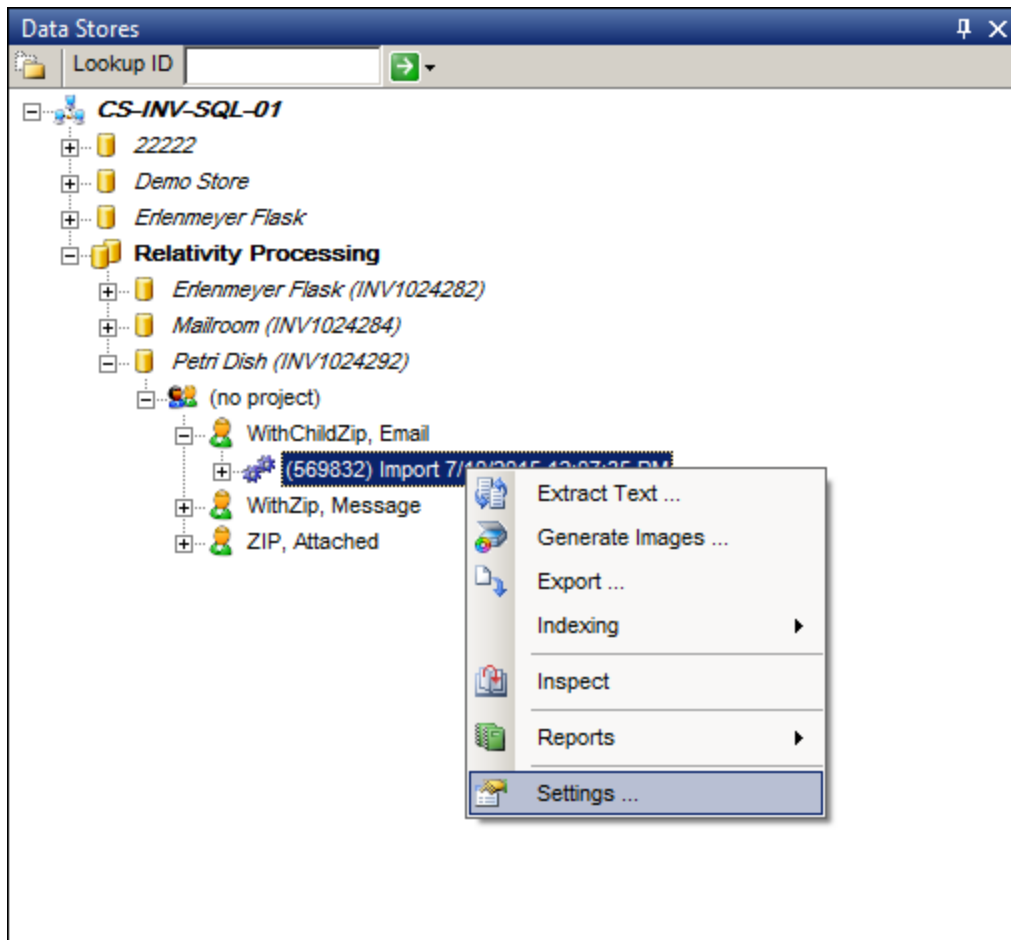 Data Stores
Lookup ID
CS-INV-SQL-01
22222
Demo Store
Erlenmeyer Flask
Relativity Processing
Erlenmeyer Flask (INV1024282)
Mailroom (INV1024284)
Petri Dish (INV1024292)
(no project)
WithChildZip, Email
(569832) Import
WithZip, Message
ZIP, Attached
Extract Text ...
Generate Images ...
Export ...
Indexing
Inspect
Reports
Settings ...